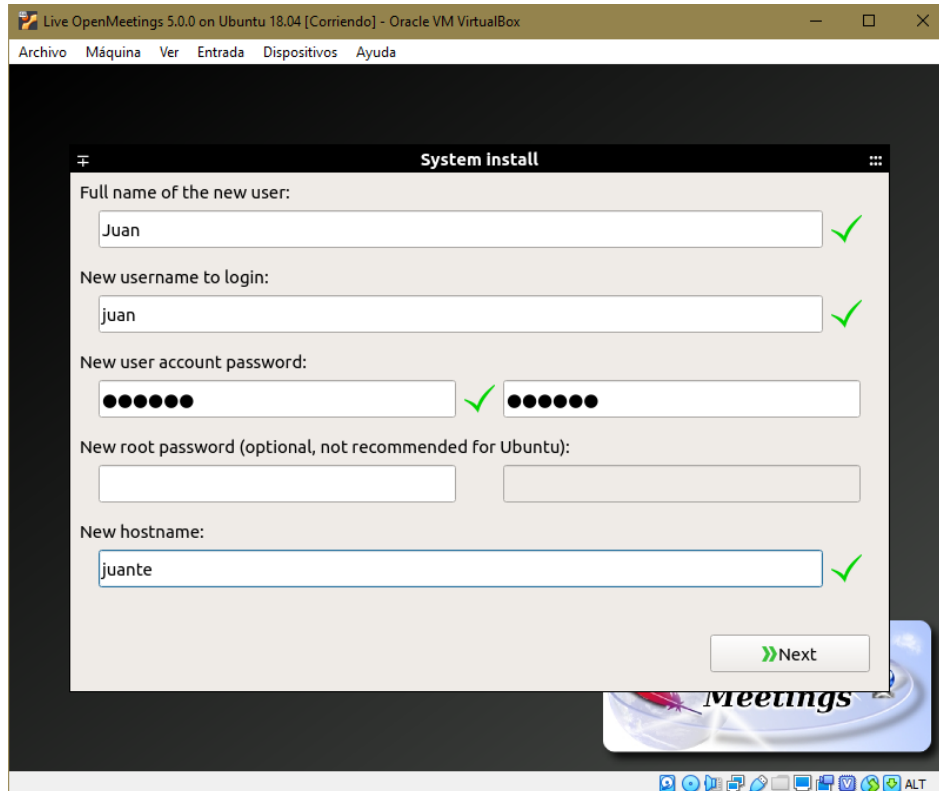 Live OpenMeetings 5.0.0 on Ubuntu 18.04 [Corriendo] - Oracle VM VirtualBox
Archivo Máquina Ver Entrada Dispositivos Ayuda
System install
Full name of the new user:
Juan
New username to login:
juan
New user account password:
●●●●●● ●●●●●●
New root password (optional, not recommended for Ubuntu):
New hostname:
juante
Next
Meetings
ALT